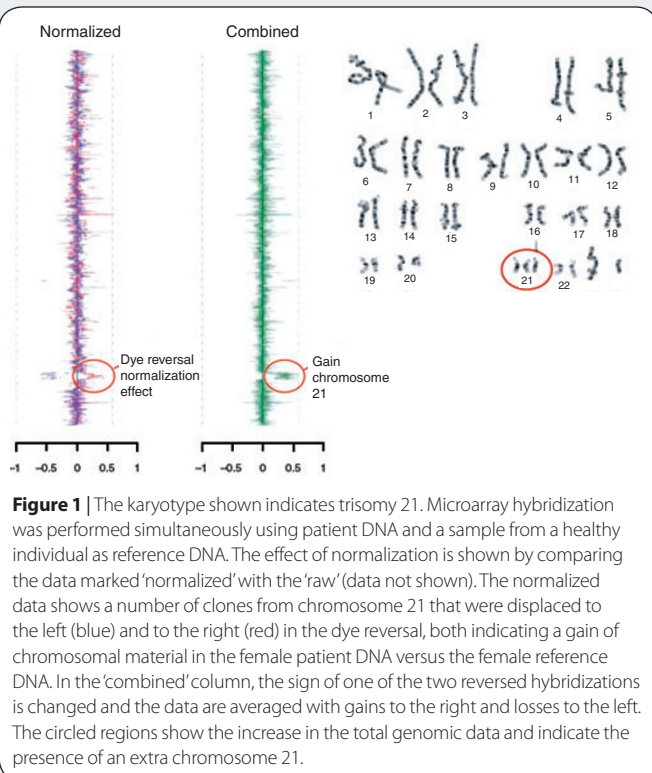 Normalized
Combined
1 2 3 4 5
6 7 8 9 10 11 12
13 14 15 16 17 18
19 20 21 22
Dye reversal
normalization
effect
Gain
chromosome
21
-1 -0.5 0 0.5 1
-1 -0.5 0 0.5 1
Figure 1 | The karyotype shown indicates trisomy 21. Microarray hybridization
was performed simultaneously using patient DNA and a sample from a healthy
individual as reference DNA. The effect of normalization is shown by comparing
the data marked ‘normalized’ with the ‘raw’ (data not shown). The normalized
data shows a number of clones from chromosome 21 that were displaced to
the left (blue) and to the right (red) in the dye reversal, both indicating a gain of
chromosomal material in the female patient DNA versus the female reference
DNA. In the ‘combined’ column, the sign of one of the two reversed hybridizations
is changed and the data are averaged with gains to the right and losses to the left.
The circled regions show the increase in the total genomic data and indicate the
presence of an extra chromosome 21.